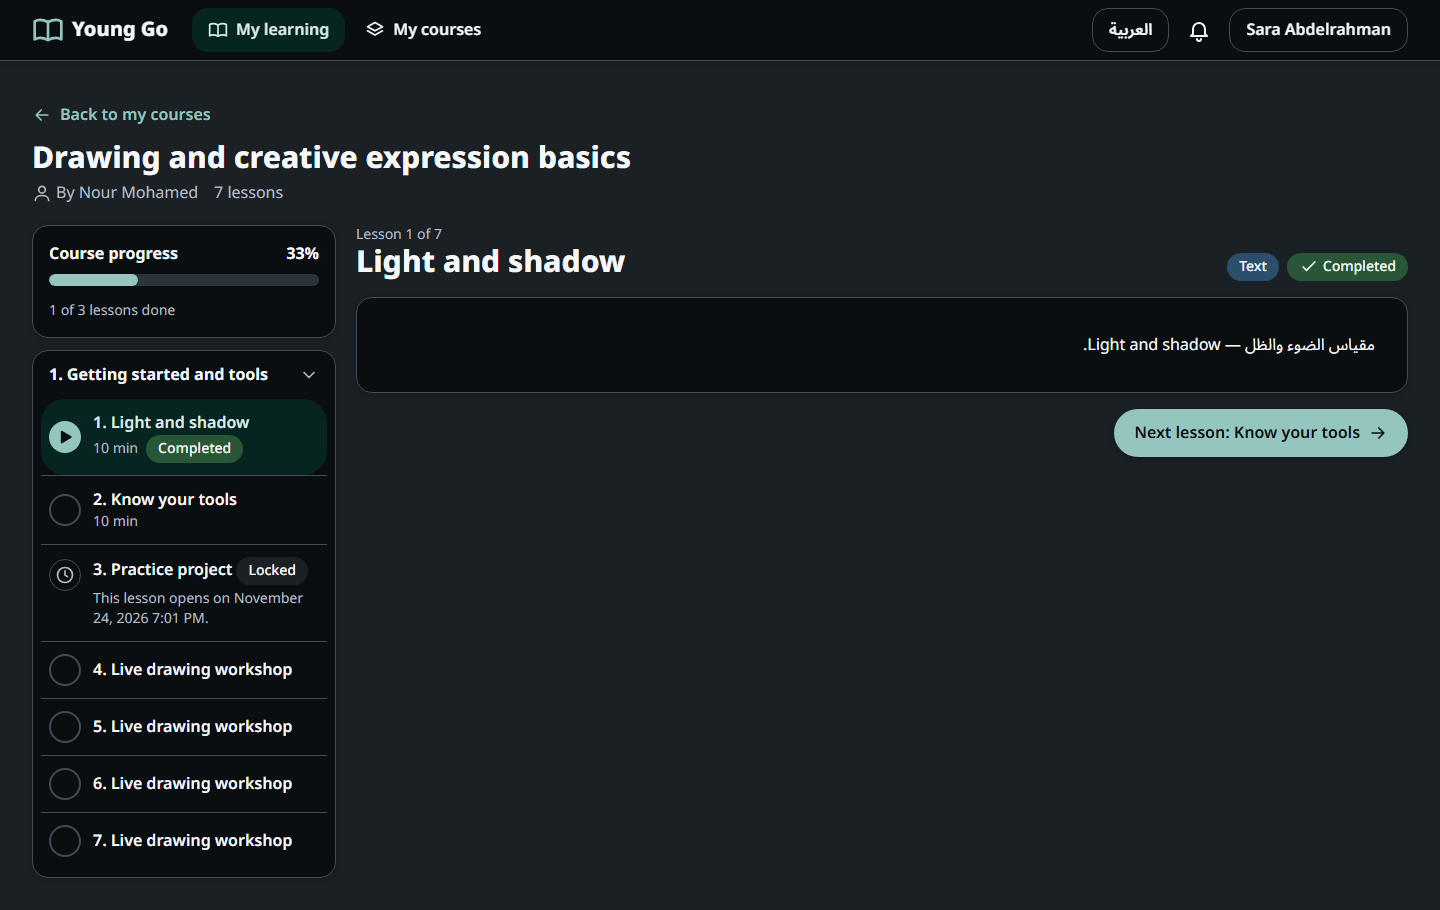 Young Go
My learning
My courses
العربية
Sara Abdelrahman
Back to my courses
Drawing and creative expression basics
By Nour Mohamed 7 lessons
Course progress 33%
1 of 3 lessons done
1. Getting started and tools
1. Light and shadow
10 min Completed
2. Know your tools
10 min
3. Practice project Locked
This lesson opens on November
24, 2026 7:01 PM.
4. Live drawing workshop
5. Live drawing workshop
6. Live drawing workshop
7. Live drawing workshop
Lesson 1 of 7
Light and shadow
Text
Completed
مقياس الضوء والظل — Light and shadow.
Next lesson: Know your tools